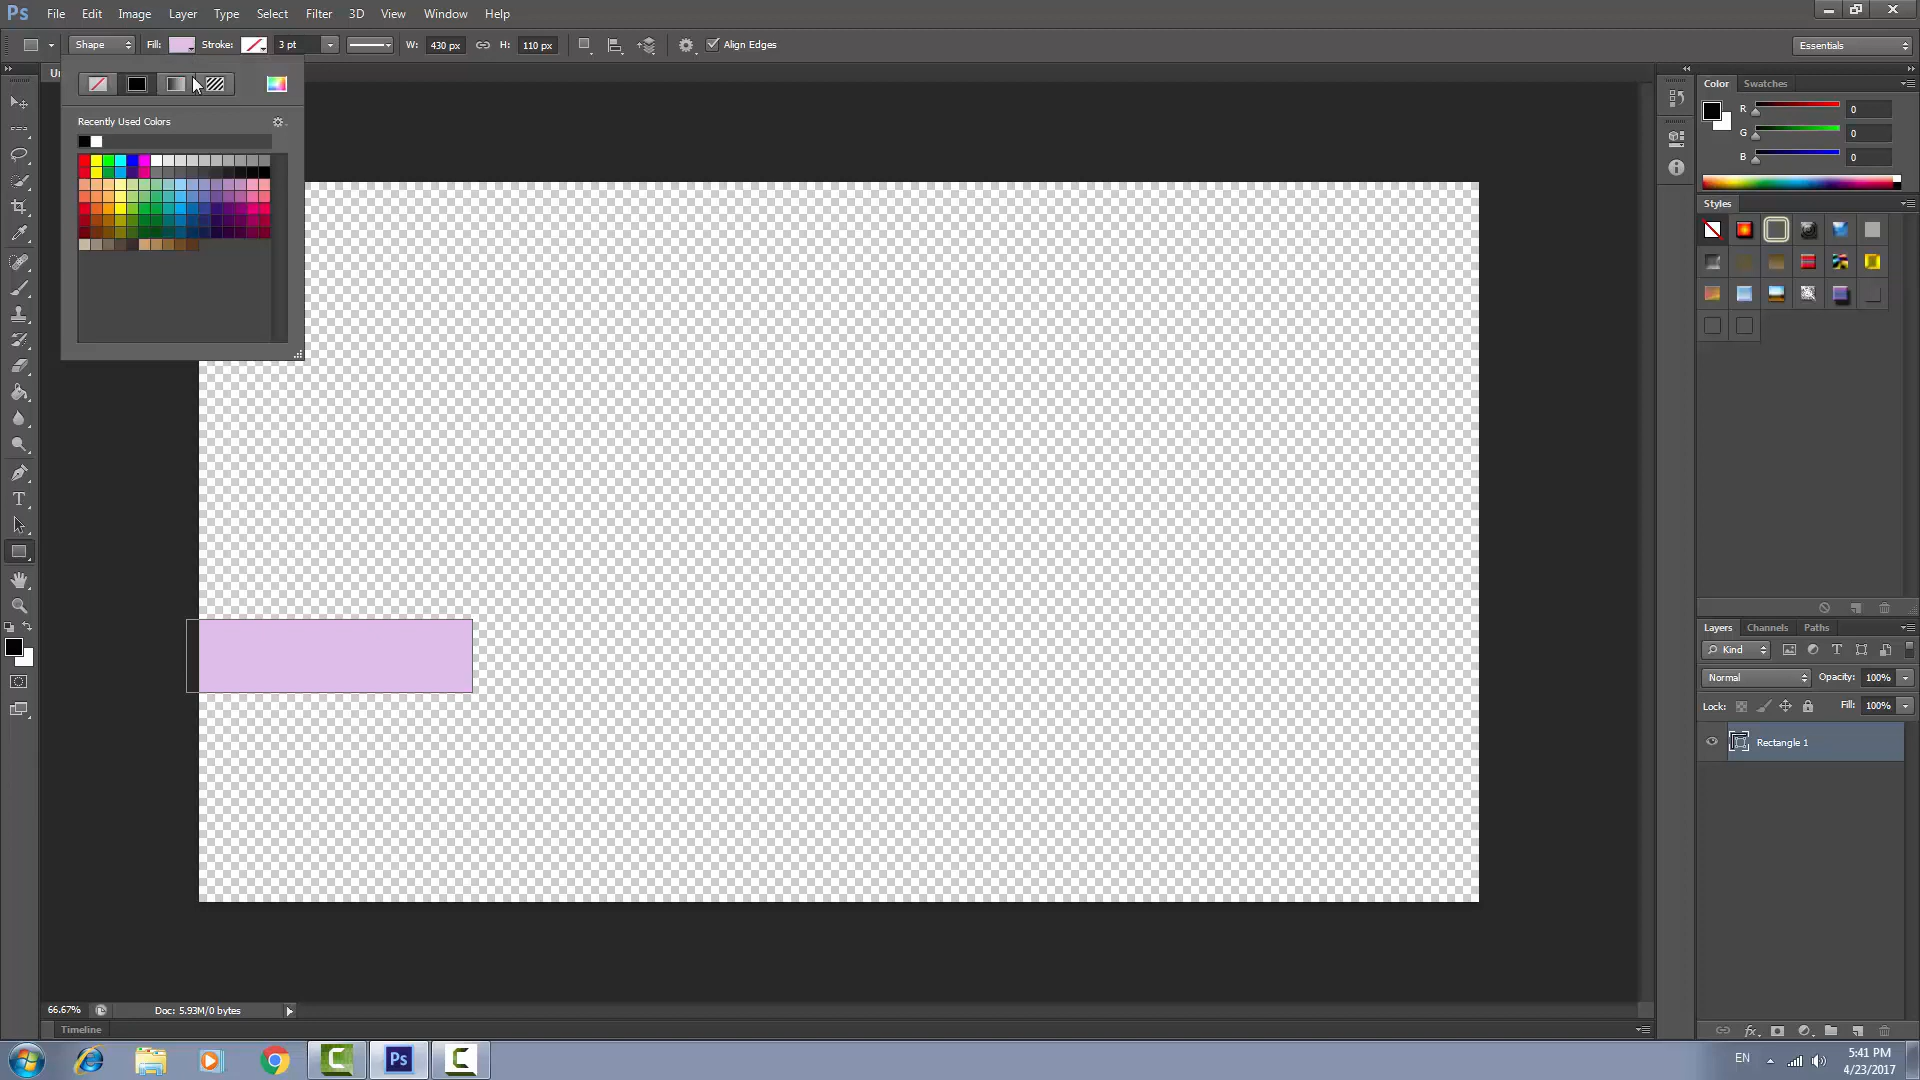 Ps File Edit Image Layer Type Select Filter 3D View Window Help
Shape Fill: Stroke: 3 pt W: 430 px H: 110 px Align Edges Essentials
Recently Used Colors
Color Swatches
R 0
G 0
B 0
Styles
Layers Channels Paths
Kind
Normal Opacity: 100%
Lock: Fill: 100%
Rectangle 1
66.67% Doc: 5.93M/0 bytes
Timeline
Ps EN 5:41 PM
4/23/2017